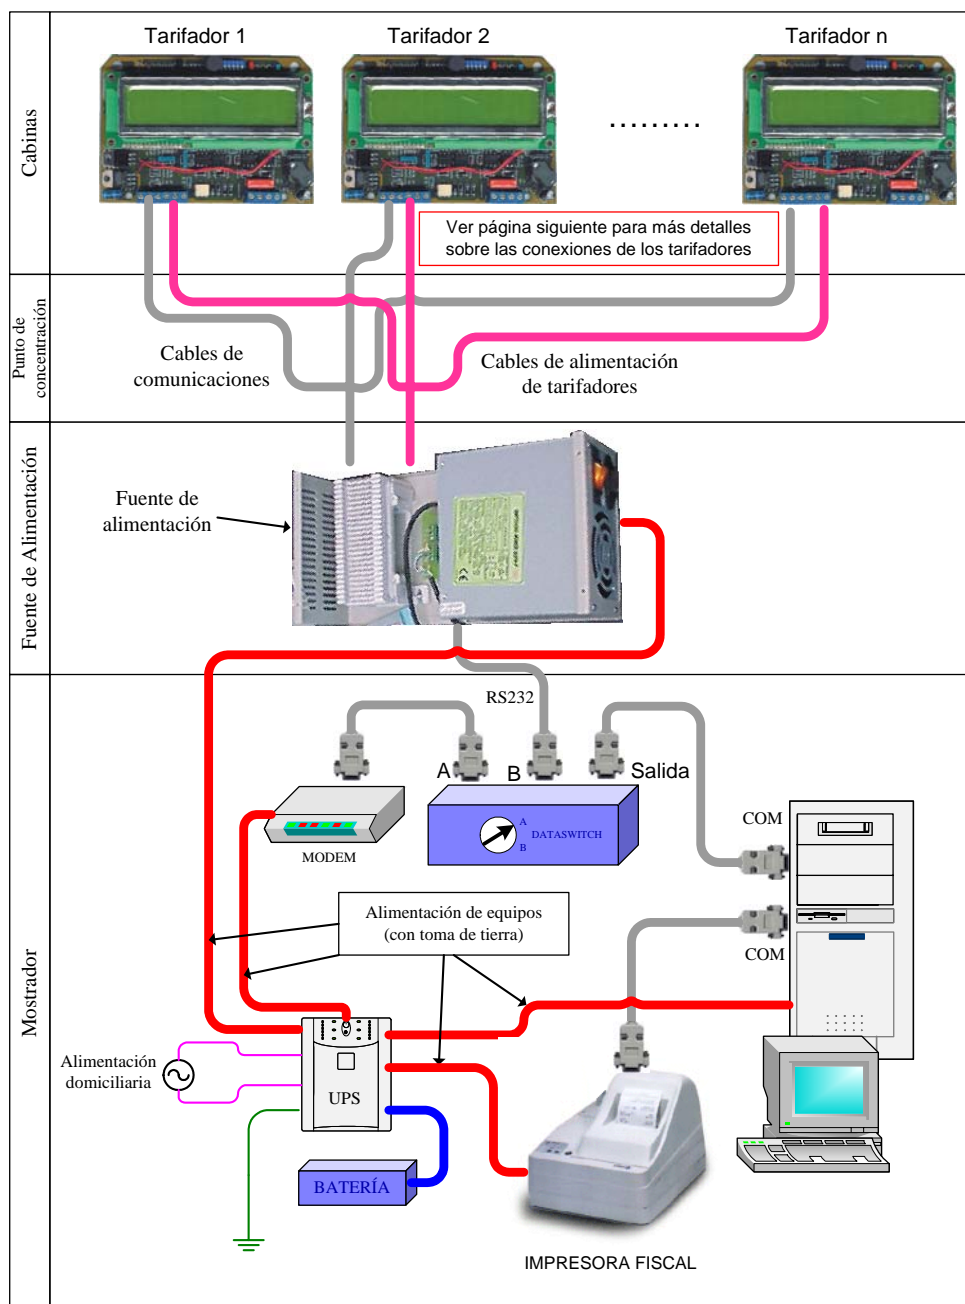 Tarifador 1
Tarifador 2
Tarifador n
.........
Cabinas
Ver página siguiente para más detalles
sobre las conexiones de los tarifadores
Punto de
concentración
Cables de
comunicaciones
Cables de alimentación
de tarifadores
Fuente de Alimentación
Fuente de
alimentación
Mostrador
RS232
A
B
Salida
MODEM
A
DATASWITCH
B
COM
COM
Alimentación de equipos
(con toma de tierra)
Alimentación
domiciliaria
UPS
BATERÍA
IMPRESORA FISCAL